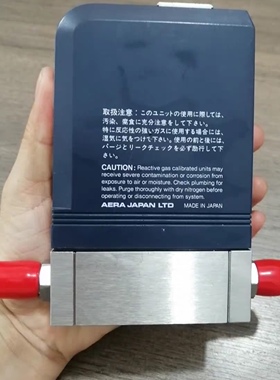 取扱注意：このユニットの使用に際しては、
汚染、腐食に充分注意をして下さい。
特に反応性の強いガスに使用する場合には、
湿気に気をつけて下さい。使用の前と後には、
パージとリークチェックを必ず励行して下
さい。
CAUTION: Reactive gas calibrated units may
receive severe contamination or corrosion from
exposure to air or moisture. Check plumbing for
leaks. Purge thoroughly with dry nitrogen before
operating or disconnecting from system.
AERA JAPAN LTD MADE IN JAPAN